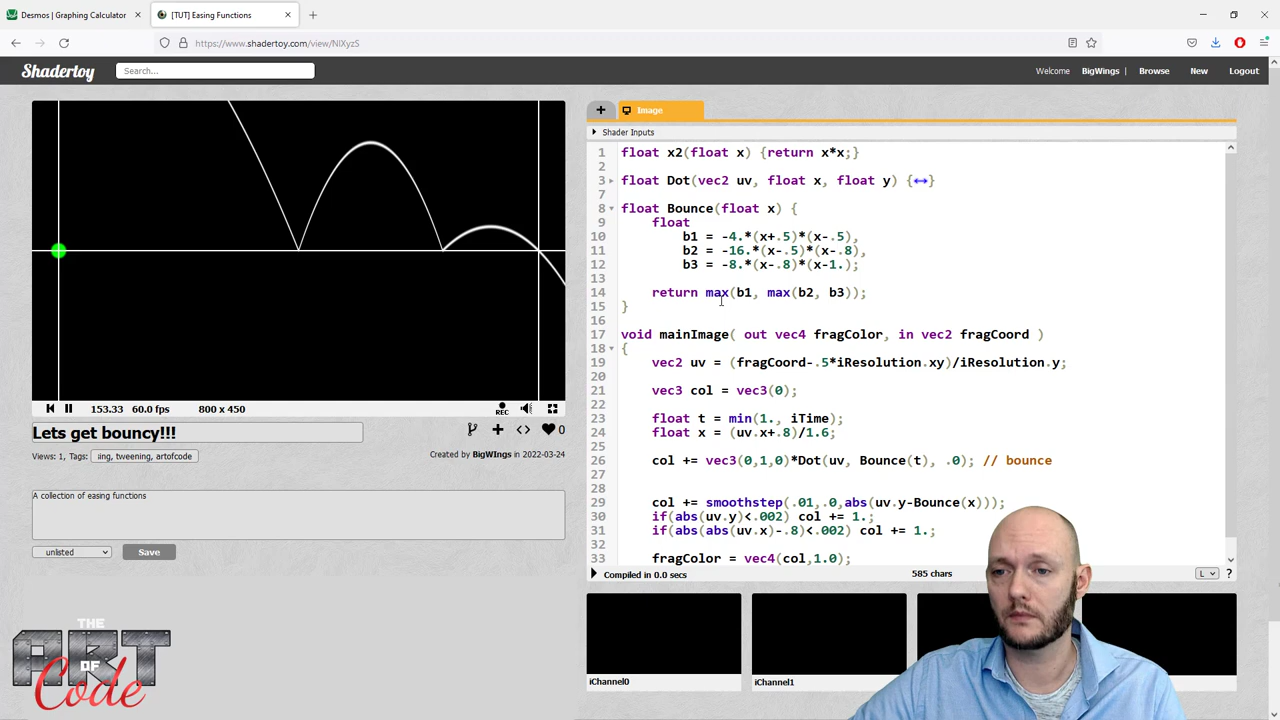 Desmos | Graphing Calculator
[TUT] Easing Functions
https://www.shadertoy.com/view/NlXyzS
Shadertoy
Search...
Welcome BigWings | Browse New Logout
+ Image
Shader Inputs
1 float x2(float x) {return x*x;}
2
3 float Dot(vec2 uv, float x, float y) {↔}
7
8 float Bounce(float x) {
9 float
10 b1 = -4.*(x+.5)*(x-.5),
11 b2 = -16.*(x-.5)*(x-.8),
12 b3 = -8.*(x-.8)*(x-1.);
13
14 return max(b1, max(b2, b3));
15 }
16
17 void mainImage( out vec4 fragColor, in vec2 fragCoord )
18 {
19 vec2 uv = (fragCoord-.5*iResolution.xy)/iResolution.y;
20
21 vec3 col = vec3(0);
22
23 float t = min(1., iTime);
24 float x = (uv.x+.8)/1.6;
25
26 col += vec3(0,1,0)*Dot(uv, Bounce(t), .0); // bounce
27
28
29 col += smoothstep(.01,.0,abs(uv.y-Bounce(x)));
30 if(abs(uv.y)<.002) col += 1.;
31 if(abs(abs(uv.x)-.8)<.002) col += 1.;
32
33 fragColor = vec4(col,1.0);
153.33 60.0 fps 800 x 450
REC
Lets get bouncy!!!
0
Views: 1, Tags: ing, tweening, artofcode
Created by BigWIngs in 2022-03-24
A collection of easing functions
unlisted
Save
Compiled in 0.0 secs
585 chars
L ?
iChannel0
iChannel1
THE
ART
OF
Code